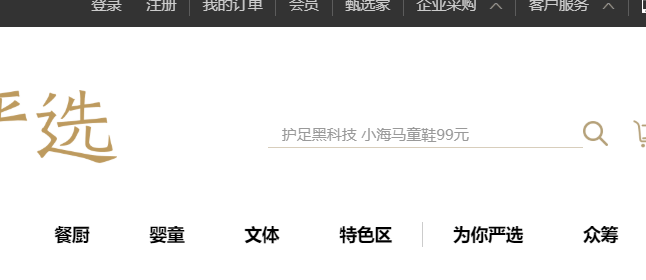 登录 注册 我的订单 会员 甄选家 企业采购 客户服务
严选
护足黑科技 小海马童鞋99元
餐厨 婴童 文体 特色区 为你严选 众筹